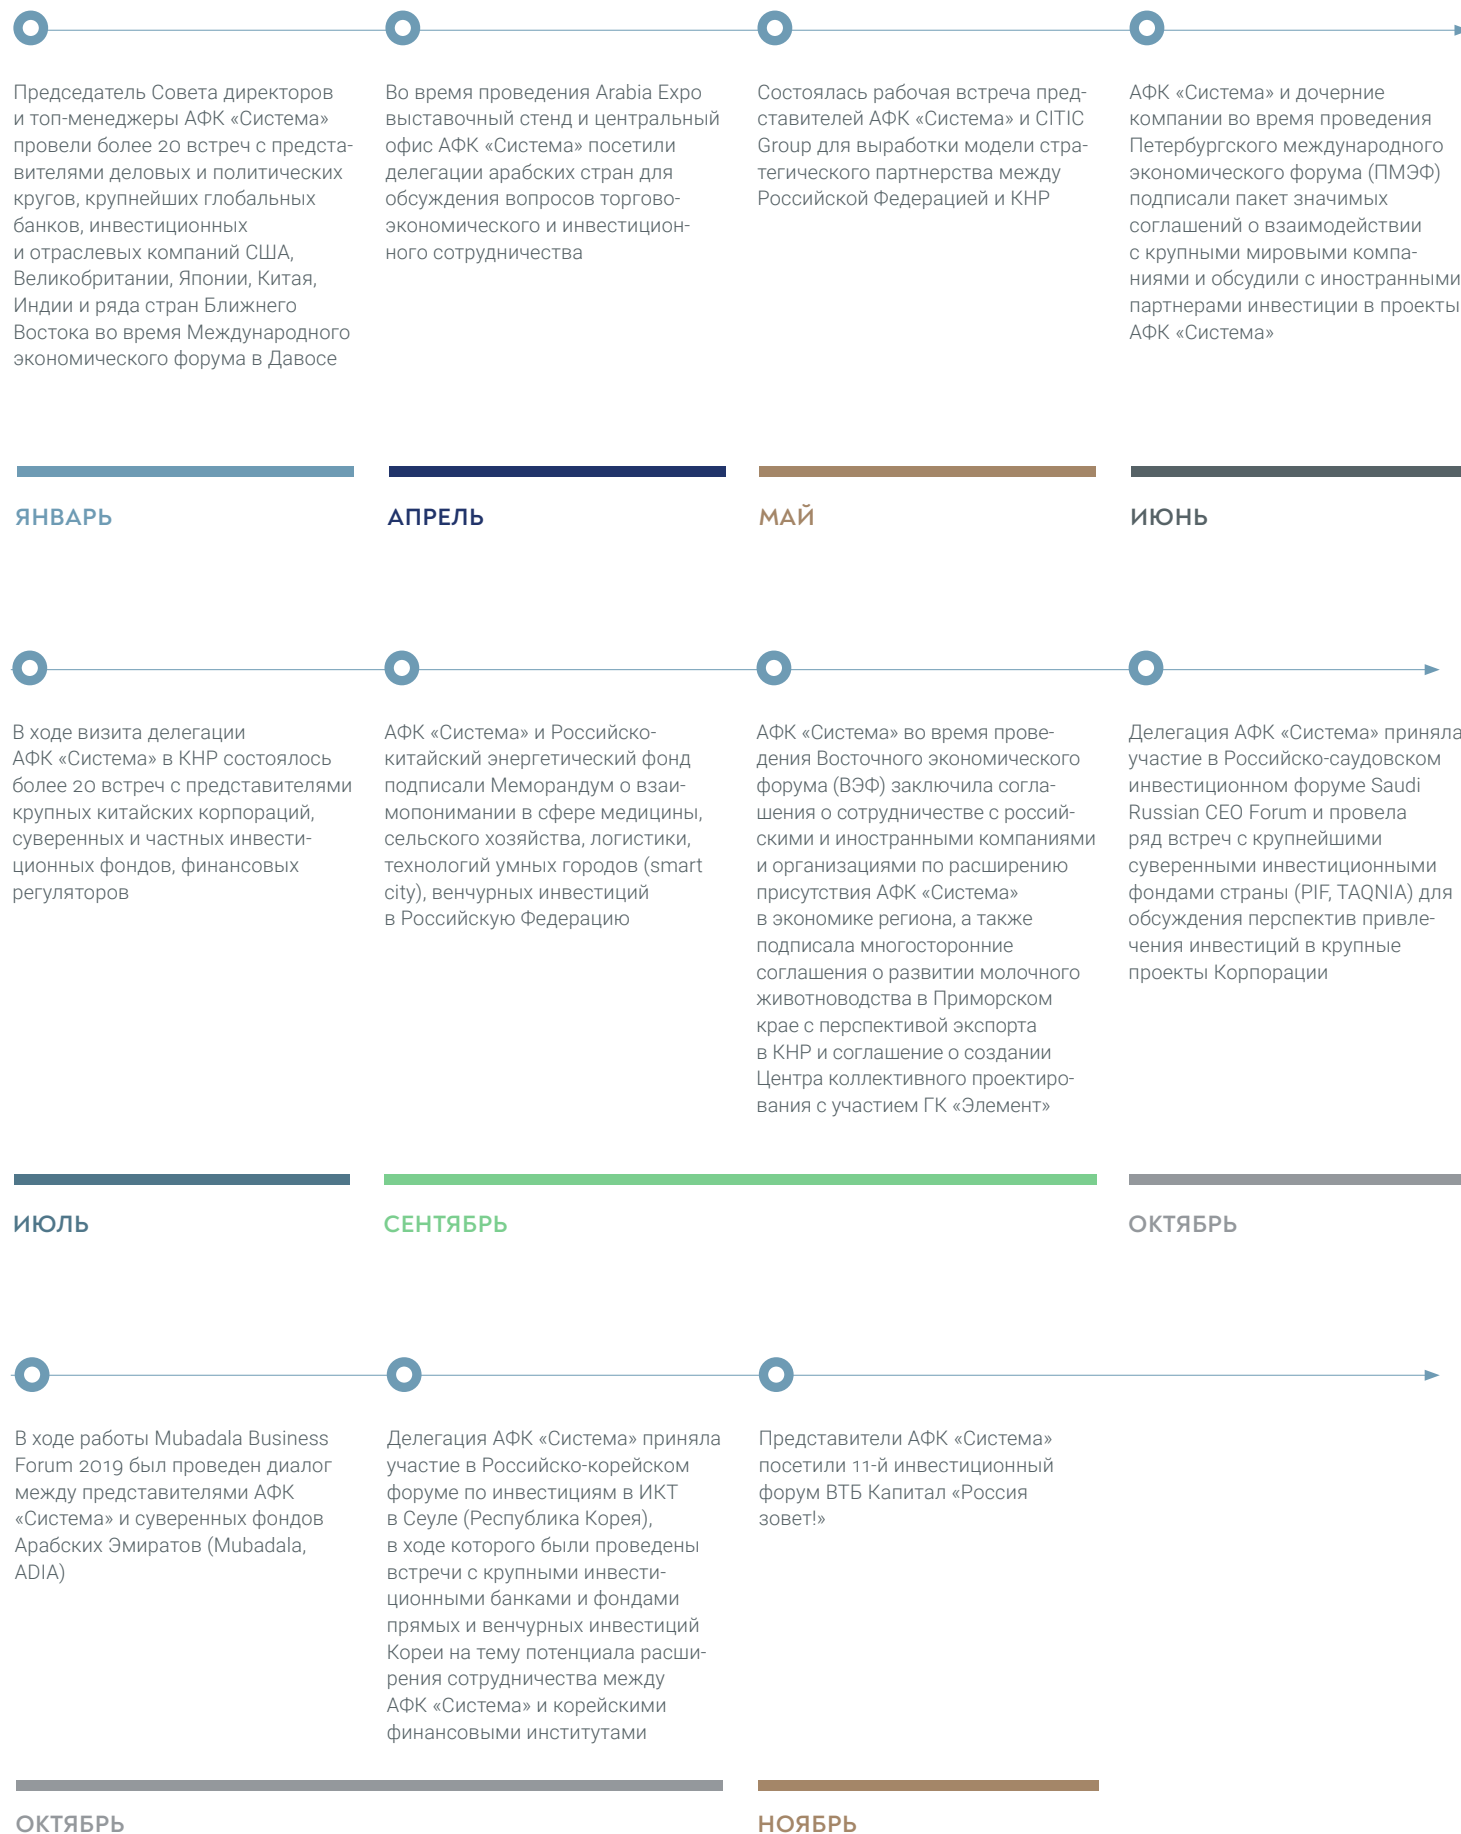 Председатель Совета директоров
и топ-менеджеры АФК «Система»
провели более 20 встреч с предста-
вителями деловых и политических
кругов, крупнейших глобальных
банков, инвестиционных
и отраслевых компаний США,
Великобритании, Японии, Китая,
Индии и ряда стран Ближнего
Востока во время Международного
экономического форума в Давосе
ЯНВАРЬ
Во время проведения Arabia Expo
выставочный стенд и центральный
офис АФК «Система» посетили
делегации арабских стран для
обсуждения вопросов торгово-
экономического и инвестицион-
ного сотрудничества
АПРЕЛЬ
Состоялась рабочая встреча пред-
ставителей АФК «Система» и CITIC
Group для выработки модели стра-
тегического партнерства между
Российской Федерацией и КНР
МАЙ
АФК «Система» и дочерние
компании во время проведения
Петербургского международного
экономического форума (ПМЭФ)
подписали пакет значимых
соглашений о взаимодействии
с крупными мировыми компа-
ниями и обсудили с иностранными
партнерами инвестиции в проекты
АФК «Система»
ИЮНЬ
В ходе визита делегации
АФК «Система» в КНР состоялось
более 20 встреч с представителями
крупных китайских корпораций,
суверенных и частных инвести-
ционных фондов, финансовых
регуляторов
ИЮЛЬ
АФК «Система» и Российско-
китайский энергетический фонд
подписали Меморандум о взаи-
мопонимании в сфере медицины,
сельского хозяйства, логистики,
технологий умных городов (smart
city), венчурных инвестиций
в Российскую Федерацию
АФК «Система» во время прове-
дения Восточного экономического
форума (ВЭФ) заключила согла-
шения о сотрудничестве с россий-
скими и иностранными компаниями
и организациями по расширению
присутствия АФК «Система»
в экономике региона, а также
подписала многосторонние
соглашения о развитии молочного
животноводства в Приморском
крае с перспективой экспорта
в КНР и соглашение о создании
Центра коллективного проектиро-
вания с участием ГК «Элемент»
СЕНТЯБРЬ
Делегация АФК «Система» приняла
участие в Российско-саудовском
инвестиционном форуме Saudi
Russian CEO Forum и провела
ряд встреч с крупнейшими
суверенными инвестиционными
фондами страны (PIF, TAQNIA) для
обсуждения перспектив привле-
чения инвестиций в крупные
проекты Корпорации
ОКТЯБРЬ
В ходе работы Mubadala Business
Forum 2019 был проведен диалог
между представителями АФК
«Система» и суверенных фондов
Арабских Эмиратов (Mubadala,
ADIA)
Делегация АФК «Система» приняла
участие в Российско-корейском
форуме по инвестициям в ИКТ
в Сеуле (Республика Корея),
в ходе которого были проведены
встречи с крупными инвести-
ционными банками и фондами
прямых и венчурных инвестиций
Кореи на тему потенциала расши-
рения сотрудничества между
АФК «Система» и корейскими
финансовыми институтами
ОКТЯБРЬ
Представители АФК «Система»
посетили 11-й инвестиционный
форум ВТБ Капитал «Россия
зовет!»
НОЯБРЬ